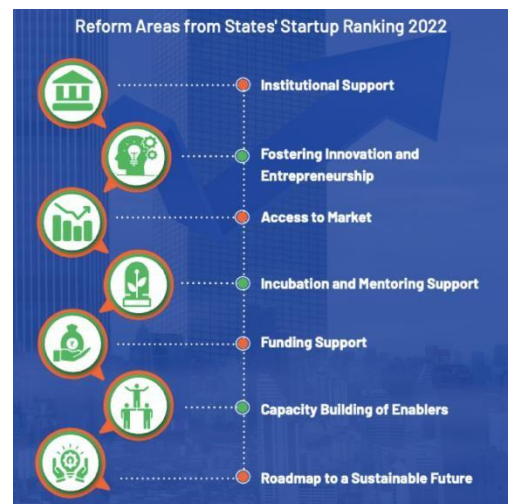 Reform Areas from States' Startup Ranking 2022
Institutional Support
Fostering Innovation and
Entrepreneurship
Access to Market
Incubation and Mentoring Support
Funding Support
Capacity Building of Enablers
Roadmap to a Sustainable Future